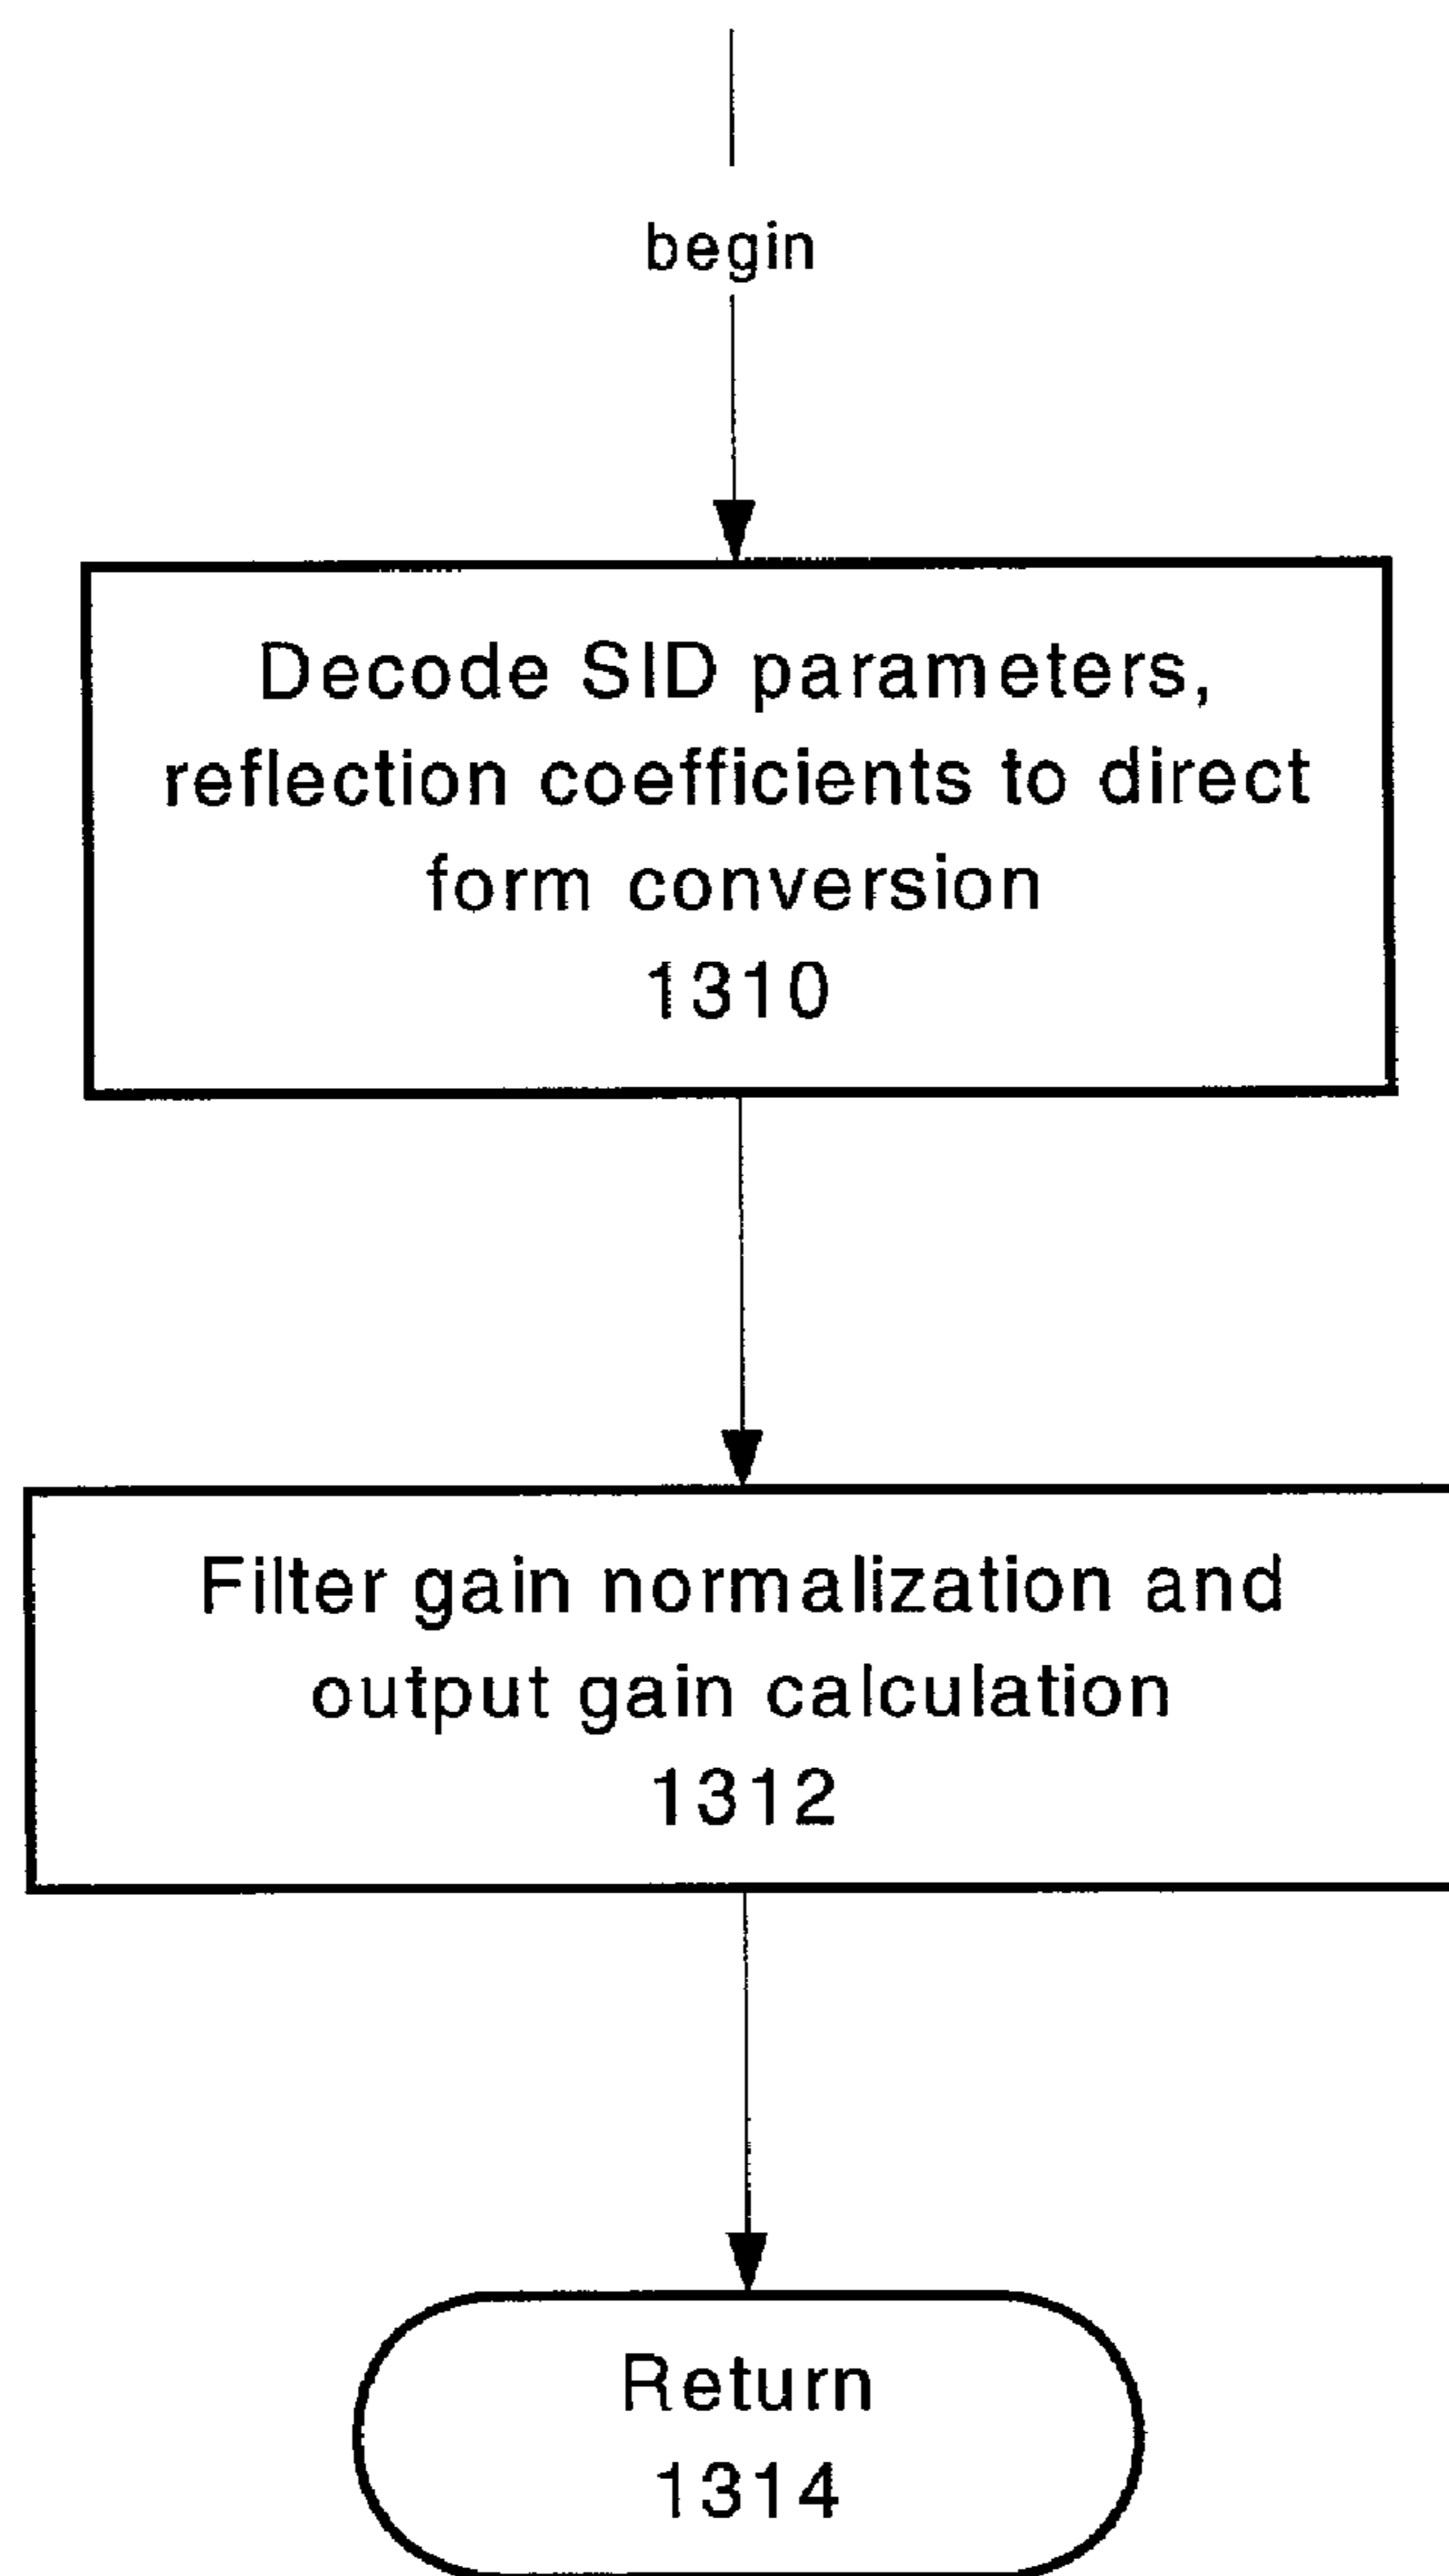 begin
Decode SID parameters,
reflection coefficients to direct
form conversion
1310
Filter gain normalization and
output gain calculation
1312
Return
1314